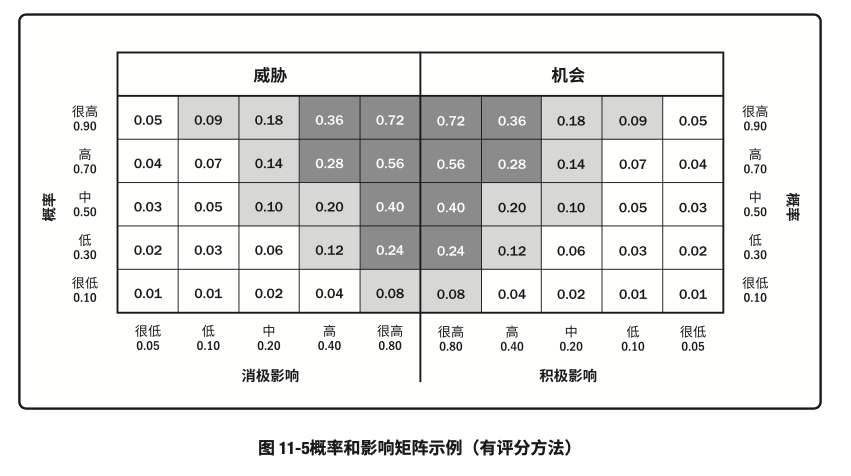 威胁 机会
很高 0.05 0.09 0.18 0.36 0.72 0.72 0.36 0.18 0.09 0.05 很高
0.90 0.90
高 0.04 0.07 0.14 0.28 0.56 0.56 0.28 0.14 0.07 0.04 高
0.70 0.70
概率 中 0.03 0.05 0.10 0.20 0.40 0.40 0.20 0.10 0.05 0.03 中 概率
0.50 0.50
低 0.02 0.03 0.06 0.12 0.24 0.24 0.12 0.06 0.03 0.02 低
0.30 0.30
很低 0.01 0.01 0.02 0.04 0.08 0.08 0.04 0.02 0.01 0.01 很低
0.10 0.10
很低 低 中 高 很高 很高 高 中 低 很低
0.05 0.10 0.20 0.40 0.80 0.80 0.40 0.20 0.10 0.05
消极影响 积极影响
图 11-5概率和影响矩阵示例（有评分方法）